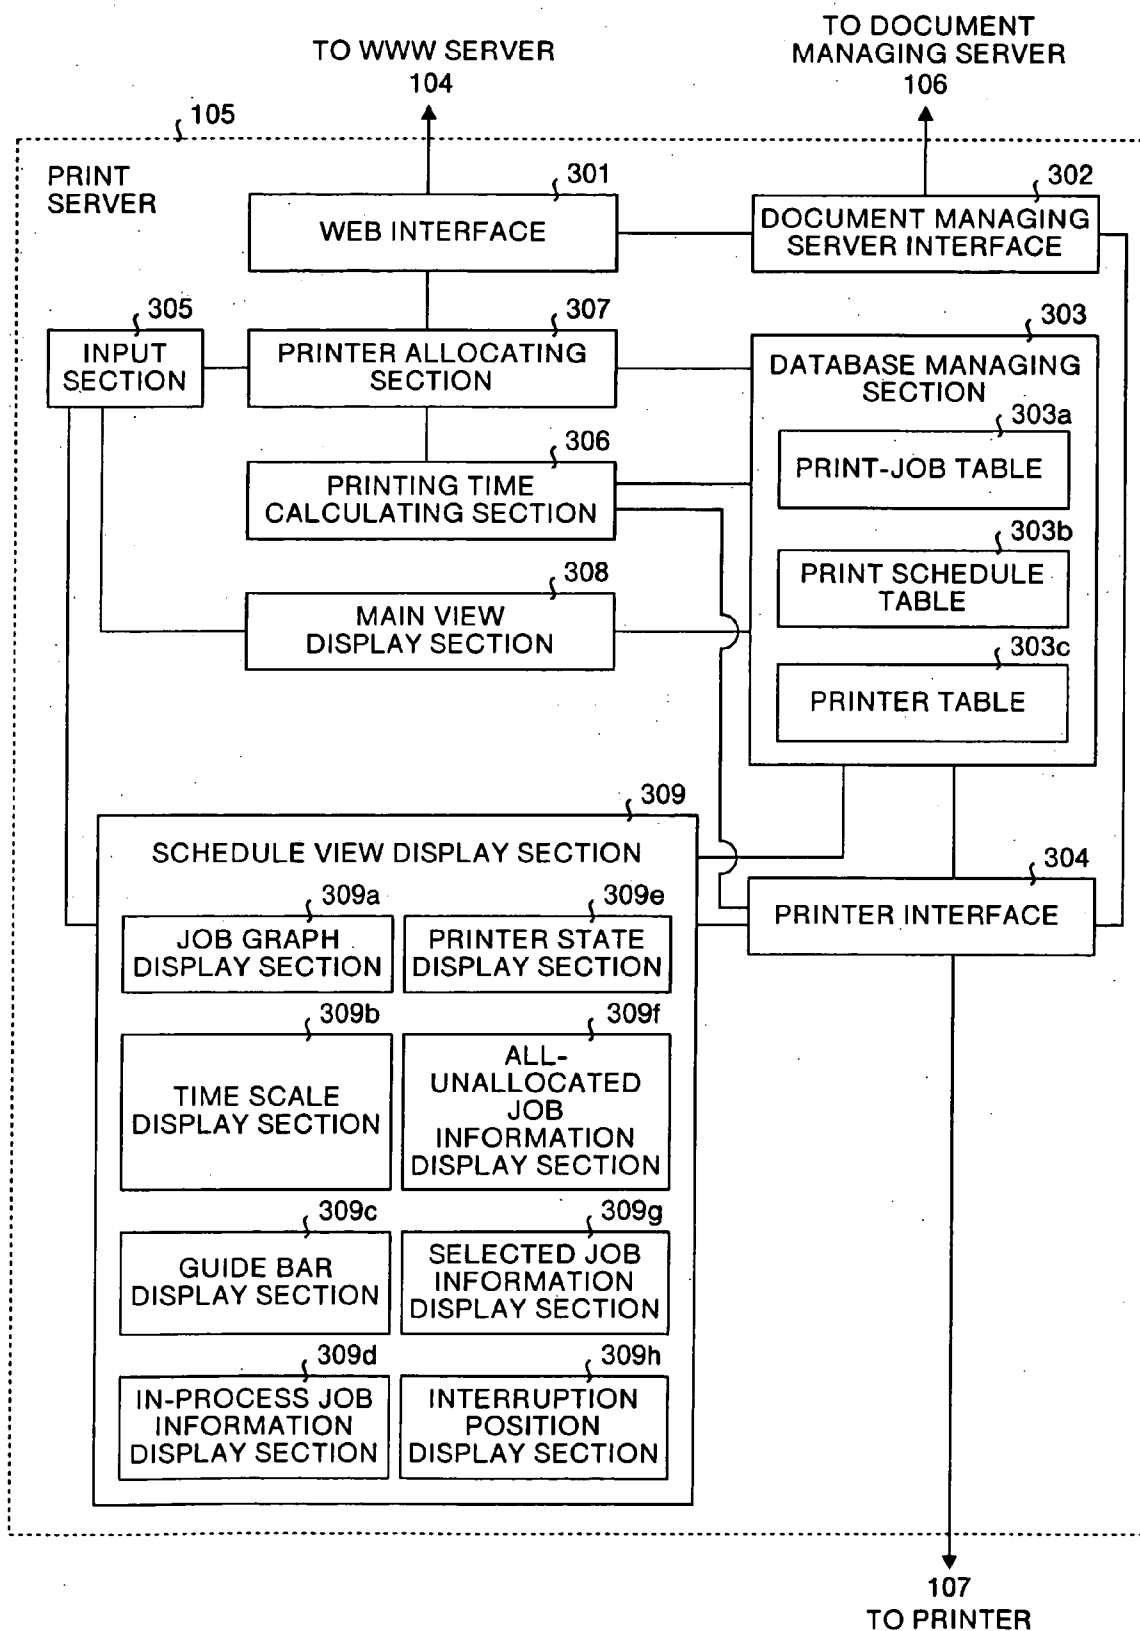 TO WWW SERVER
104
TO DOCUMENT
MANAGING SERVER
106
105
PRINT
SERVER
301
WEB INTERFACE
302
DOCUMENT MANAGING
SERVER INTERFACE
305
INPUT
SECTION
307
PRINTER ALLOCATING
SECTION
303
DATABASE MANAGING
SECTION
303a
PRINT-JOB TABLE
306
PRINTING TIME
CALCULATING SECTION
303b
PRINT SCHEDULE
TABLE
308
MAIN VIEW
DISPLAY SECTION
303c
PRINTER TABLE
309
SCHEDULE VIEW DISPLAY SECTION
304
PRINTER INTERFACE
309a
JOB GRAPH
DISPLAY SECTION
309e
PRINTER STATE
DISPLAY SECTION
309b
TIME SCALE
DISPLAY SECTION
309f
ALL-
UNALLOCATED
JOB
INFORMATION
DISPLAY SECTION
309c
GUIDE BAR
DISPLAY SECTION
309g
SELECTED JOB
INFORMATION
DISPLAY SECTION
309d
IN-PROCESS JOB
INFORMATION
DISPLAY SECTION
309h
INTERRUPTION
POSITION
DISPLAY SECTION
107
TO PRINTER